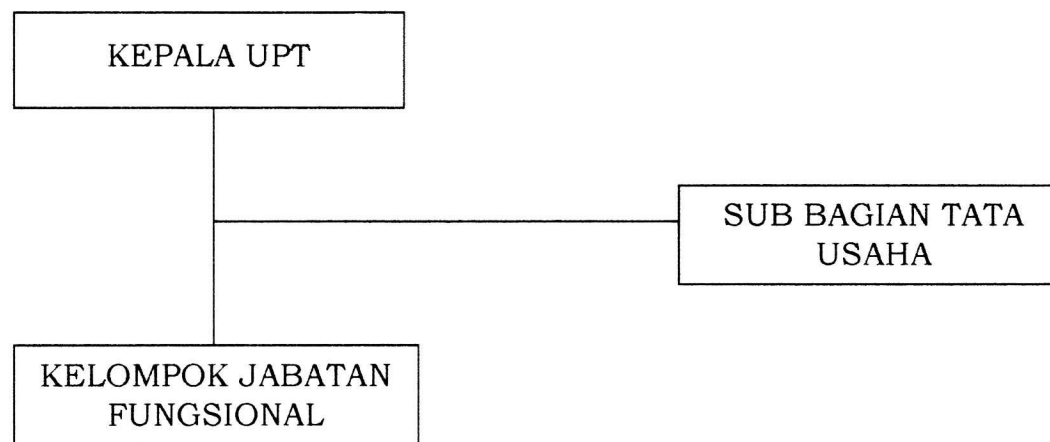 KEPALA UPT
SUB BAGIAN TATA
USAHA
KELOMPOK JABATAN
FUNGSIONAL